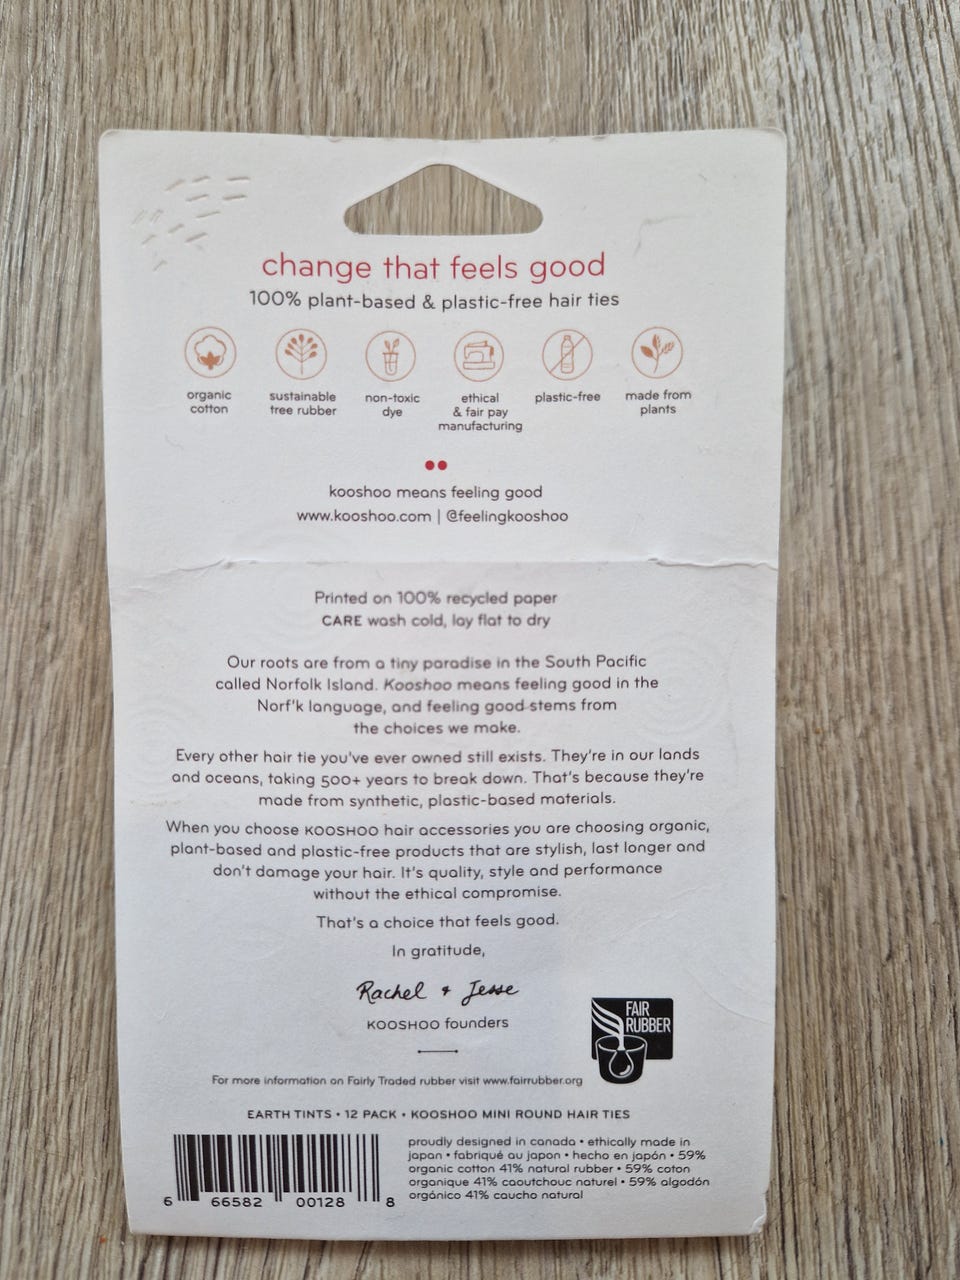 change that feels good
100% plant-based & plastic-free hair ties
organic
cotton
sustainable
tree rubber
non-toxic
dye
ethical
& fair pay
manufacturing
plastic-free
made from
plants
kooshoo means feeling good
www.kooshoo.com | @feelingkooshoo
Printed on 100% recycled paper
CARE wash cold, lay flat to dry
Our roots are from a tiny paradise in the South Pacific
called Norfolk Island. Kooshoo means feeling good in the
Norf'k language, and feeling good stems from
the choices we make.
Every other hair tie you've ever owned still exists. They're in our lands
and oceans, taking 500+ years to break down. That's because they're
made from synthetic, plastic-based materials.
When you choose KOOSHOO hair accessories you are choosing organic,
plant-based and plastic-free products that are stylish, last longer and
don't damage your hair. It's quality, style and performance
without the ethical compromise.
That's a choice that feels good.
In gratitude,
Rachel + Jesse
KOOSHOO founders
FAIR
RUBBER
For more information on Fairly Traded rubber visit www.fairrubber.org
EARTH TINTS • 12 PACK • KOOSHOO MINI ROUND HAIR TIES
proudly designed in canada • ethically made in
japan • fabriqué au japon • hecho en japón • 59%
organic cotton 41% natural rubber • 59% coton
organique 41% caoutchouc naturel • 59% algodón
orgánico 41% caucho natural
6 66582 00128 8